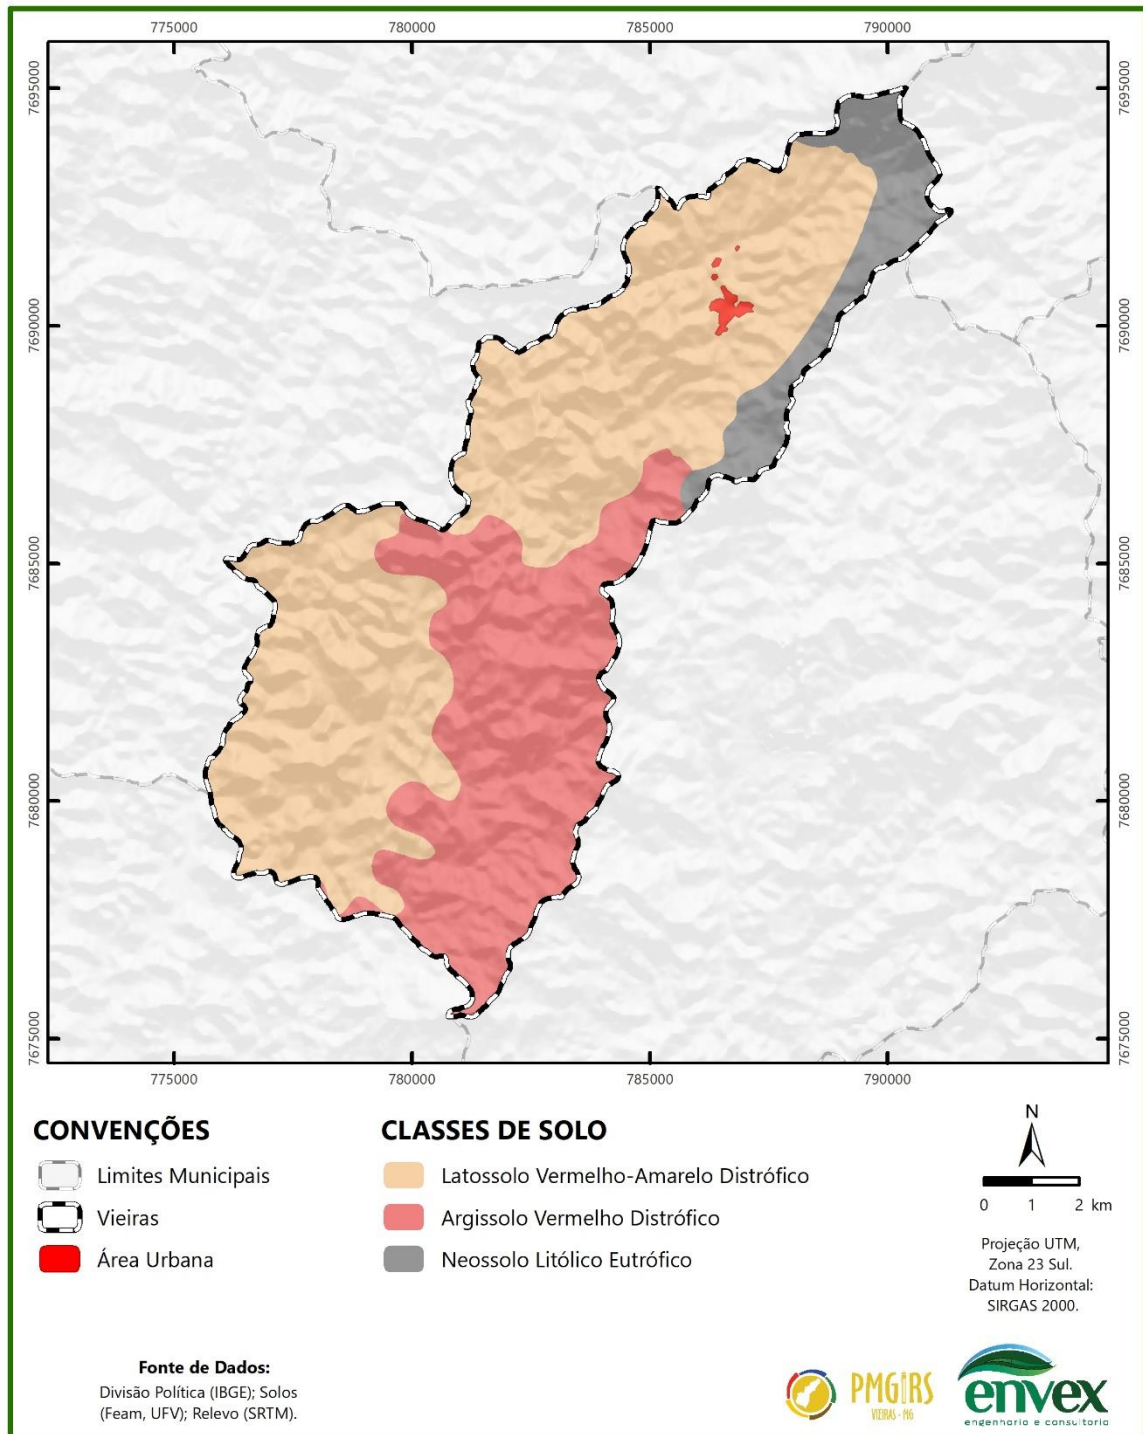 775000
780000
785000
790000
7695000
7695000
7690000
7690000
7685000
7685000
7680000
7680000
7675000
7675000
775000
780000
785000
790000
CONVENÇÕES
Limites Municipais
Vieiras
Área Urbana
CLASSES DE SOLO
Latossolo Vermelho-Amarelo Distrófico
Argissolo Vermelho Distrófico
Neossolo Litólico Eutrófico
N
0 1 2 km
Projeção UTM,
Zona 23 Sul.
Datum Horizontal:
SIRGAS 2000.
Fonte de Dados:
Divisão Política (IBGE); Solos
(Feam, UFV); Relevo (SRTM).
PMGIRS
VIEIRAS - MG
envex
engenharia e consultoria